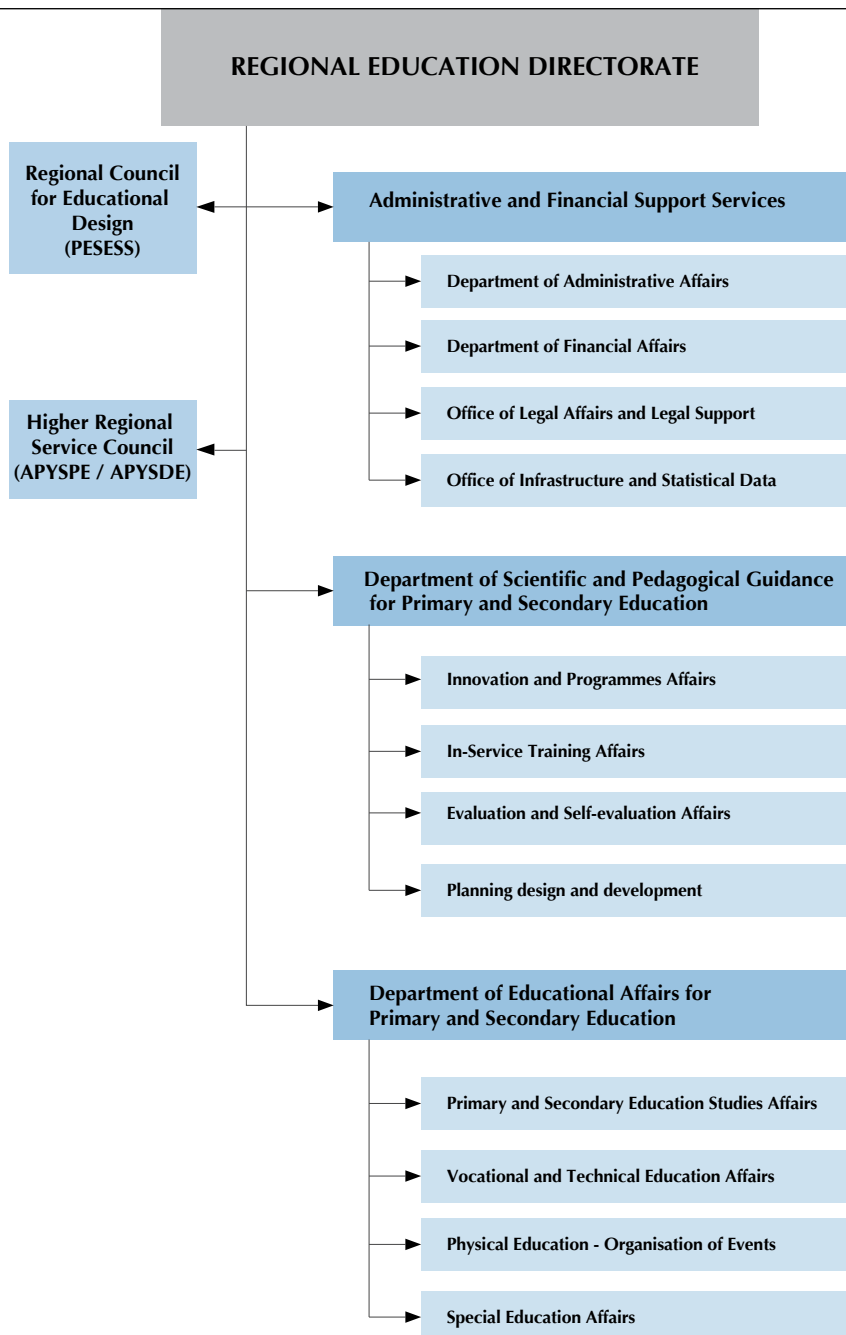 REGIONAL EDUCATION DIRECTORATE
Regional Council
for Educational
Design
(PESESS)
Administrative and Financial Support Services
Department of Administrative Affairs
Department of Financial Affairs
Higher Regional
Service Council
(APYSPE / APYSDE)
Office of Legal Affairs and Legal Support
Office of Infrastructure and Statistical Data
Department of Scientific and Pedagogical Guidance
for Primary and Secondary Education
Innovation and Programmes Affairs
In-Service Training Affairs
Evaluation and Self-evaluation Affairs
Planning design and development
Department of Educational Affairs for
Primary and Secondary Education
Primary and Secondary Education Studies Affairs
Vocational and Technical Education Affairs
Physical Education - Organisation of Events
Special Education Affairs